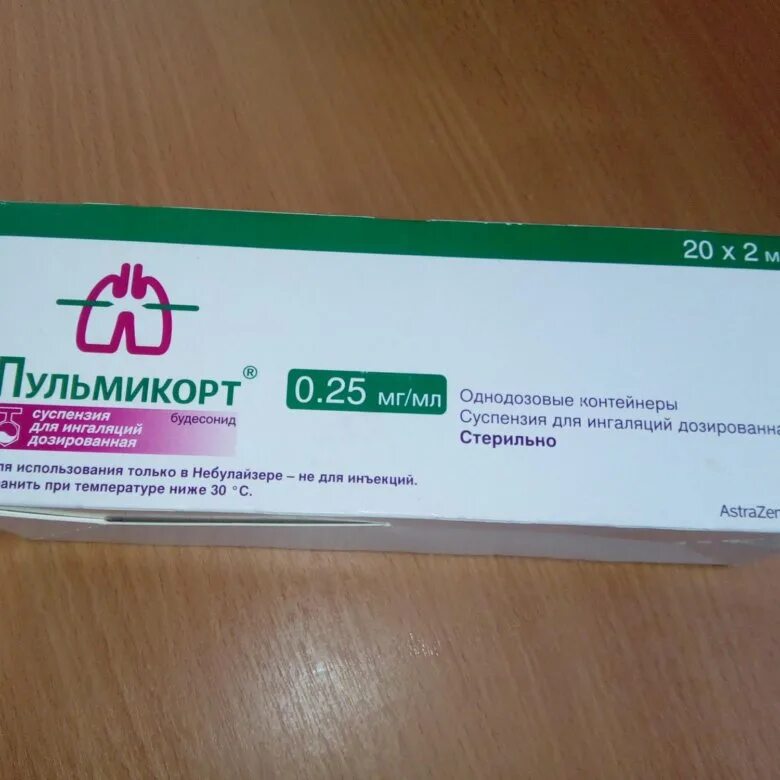 20 x 2 м
Пульмикорт®
суспензия
для ингаляций
дозированная
будесонид
0.25 мг/мл
Однодозовые контейнеры
Суспензия для ингаляций дозированна
Стерильно
ля использования только в Небулайзере – не для инъекций.
ранить при температуре ниже 30 °C.
AstraZen